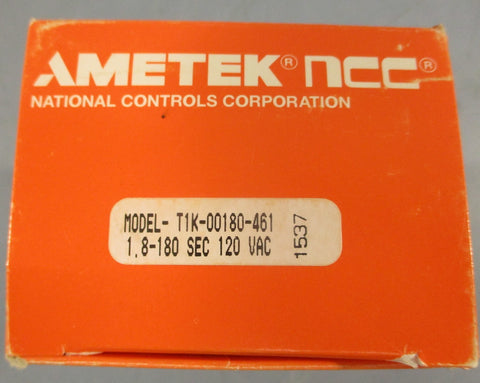 AMETEK® ncc®
NATIONAL CONTROLS CORPORATION
MODEL- T1K-00180-461
1.8-180 SEC 120 VAC
1537